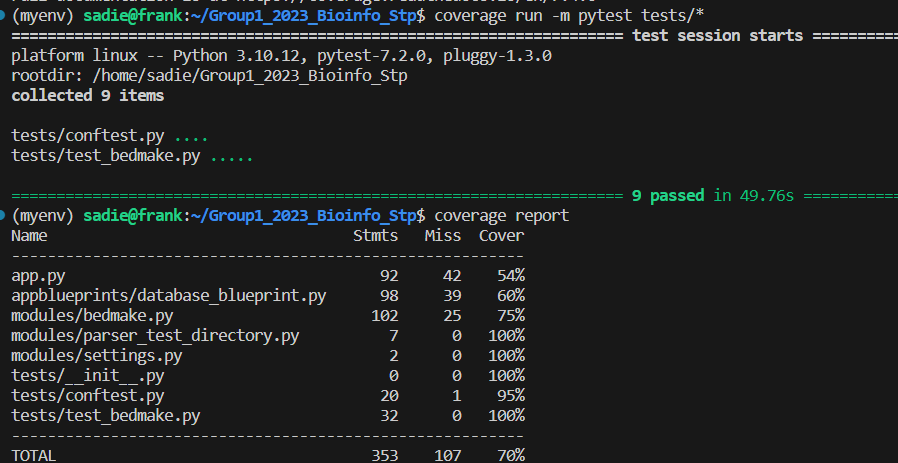 (myenv) sadie@frank:~/Group1_2023_Bioinfo_Stp$ coverage run -m pytest tests/*
==================================================================== test session starts ==========
platform linux -- Python 3.10.12, pytest-7.2.0, pluggy-1.3.0
rootdir: /home/sadie/Group1_2023_Bioinfo_Stp
collected 9 items
tests/conftest.py ....
tests/test_bedmake.py .....
==================================================================== 9 passed in 49.76s ===========
(myenv) sadie@frank:~/Group1_2023_Bioinfo_Stp$ coverage report
Name                                  Stmts   Miss  Cover
---------------------------------------------------------
app.py                                   92     42    54%
appblueprints/database_blueprint.py      98     39    60%
modules/bedmake.py                      102     25    75%
modules/parser_test_directory.py          7      0   100%
modules/settings.py                       2      0   100%
tests/__init__.py                         0      0   100%
tests/conftest.py                        20      1    95%
tests/test_bedmake.py                    32      0   100%
---------------------------------------------------------
TOTAL                                   353    107    70%